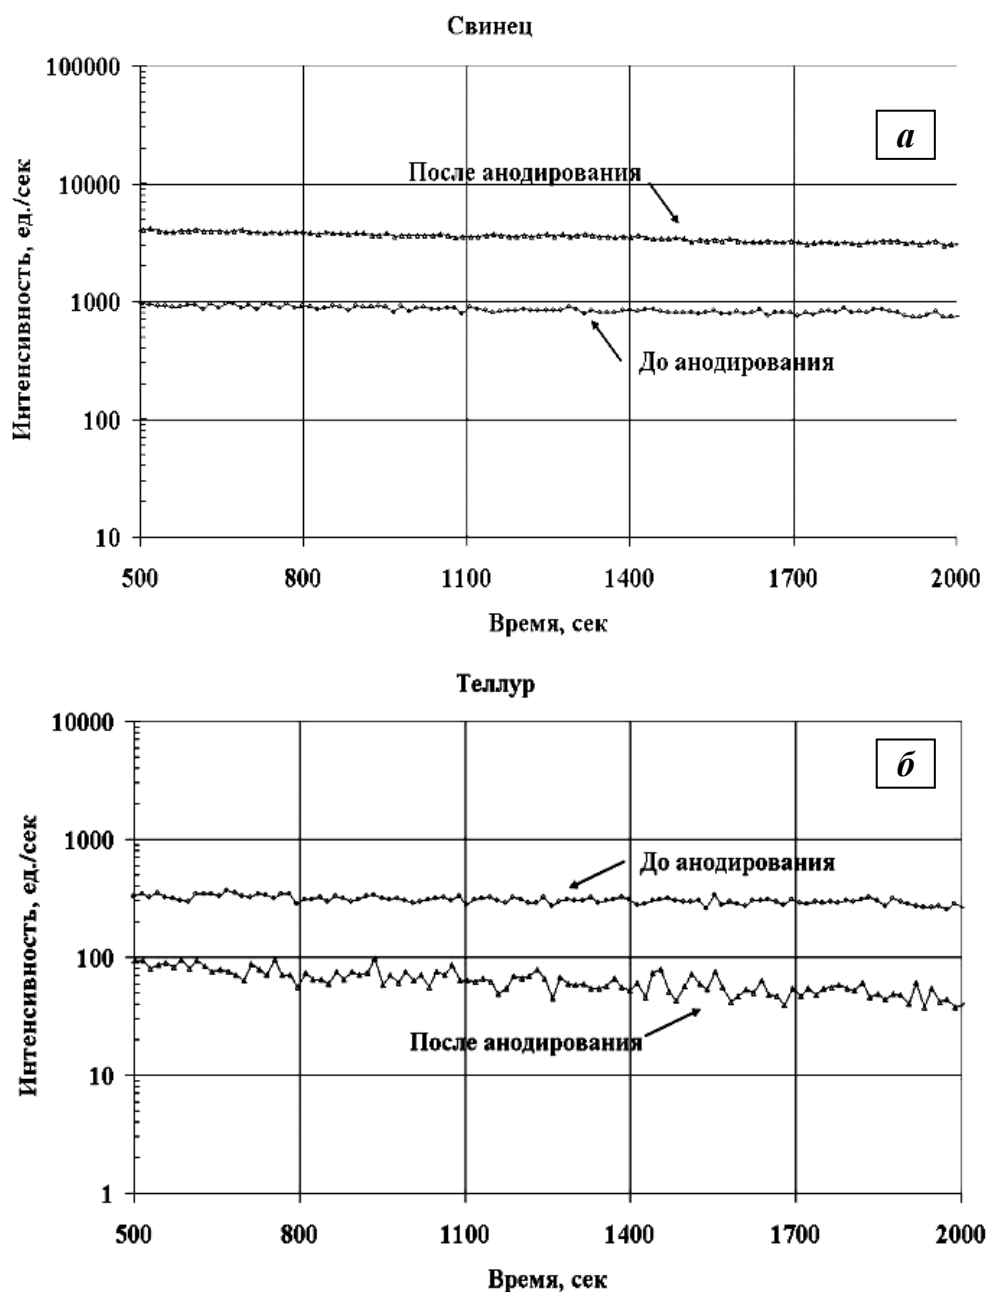 Свинец
100000
а
Интенсивность, ед./сек
10000
После анодирования
1000
До анодирования
100
10
500 800 1100 1400 1700 2000
Время, сек
Теллур
10000
б
Интенсивность, ед./сек
1000
До анодирования
100
После анодирования
10
1
500 800 1100 1400 1700 2000
Время, сек